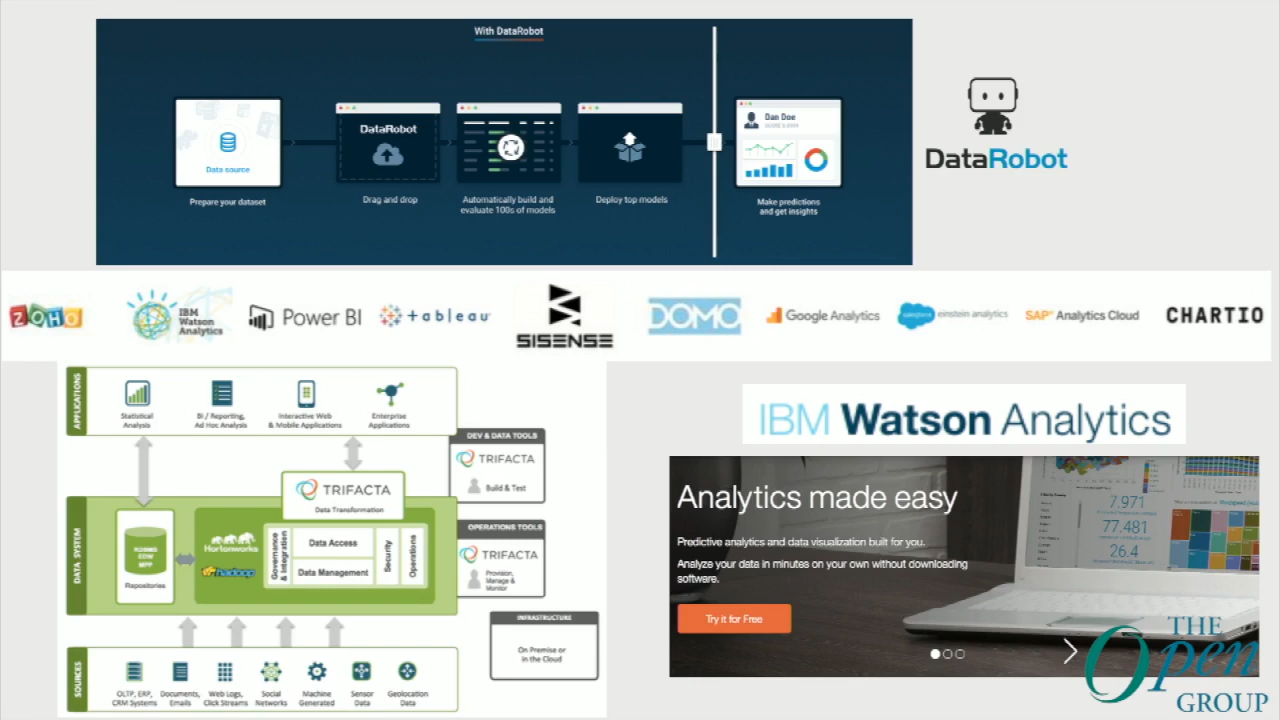 With DataRobot
Data source
Prepare your dataset
DataRobot
Drag and drop
Automatically build and
evaluate 100s of models
Deploy top models
Dan Doe
Make predictions
and get insights
DataRobot
ZOHO
IBM
Watson
Analytics
Power BI
+ableau
SISENSE
DOMO
Google Analytics
salesforce
einstein analytics
SAP Analytics Cloud
CHARTIO
APPLICATIONS
Statistical
Analysis
BI / Reporting,
Ad Hoc Analysis
Interactive Web
& Mobile Applications
Enterprise
Applications
DEV & DATA TOOLS
TRIFACTA
Build & Test
TRIFACTA
Data Transformation
DATA SYSTEM
RDBMS
EDW
MPP
Repositories
Hortonworks
hadoop
Governance
& Integration
Data Access
Data Management
Security
Operations
OPERATIONS TOOLS
TRIFACTA
Provision,
Manage &
Monitor
INFRASTRUCTURE
On Premise or
in the Cloud
SOURCES
OLTP, ERP,
CRM Systems
Documents,
Emails
Web Logs,
Click Streams
Social
Networks
Machine
Generated
Sensor
Data
Geolocation
Data
IBM Watson Analytics
Analytics made easy
Predictive analytics and data visualization built for you.
Analyze your data in minutes on your own without downloading
software.
Try it for Free
7.971
77.481
26.4
THE
Open
GROUP